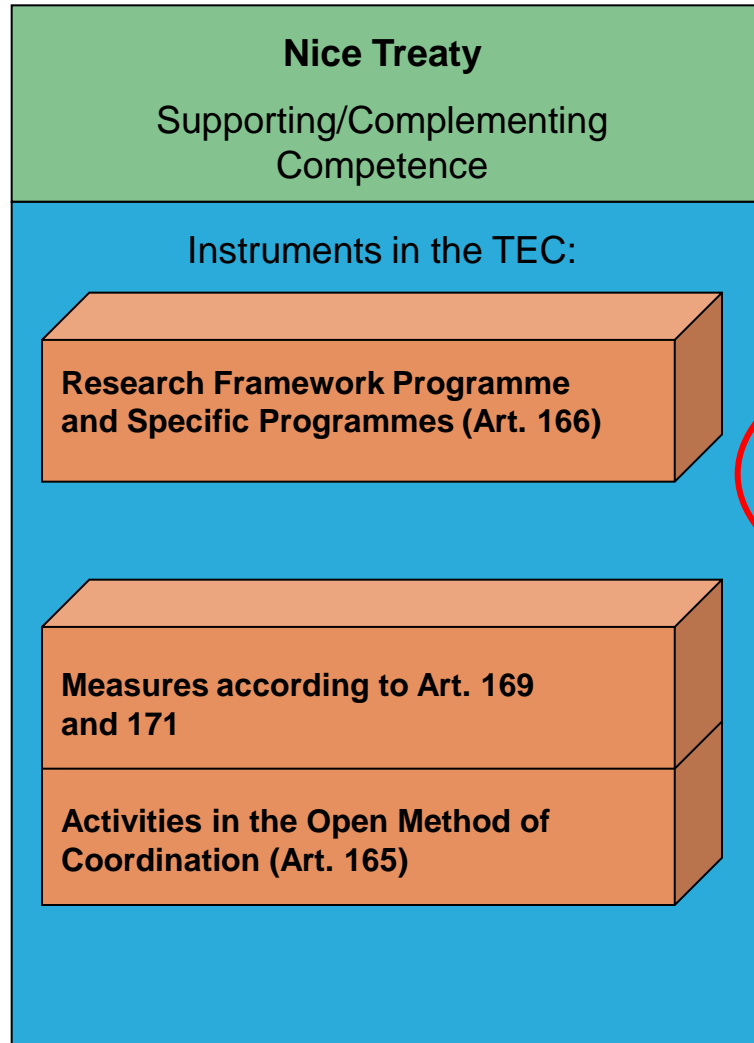 Nice Treaty
Supporting/Complementing
Competence
Instruments in the TEC:
Research Framework Programme
and Specific Programmes (Art. 166)
Measures according to Art. 169
and 171
Activities in the Open Method of
Coordination (Art. 165)